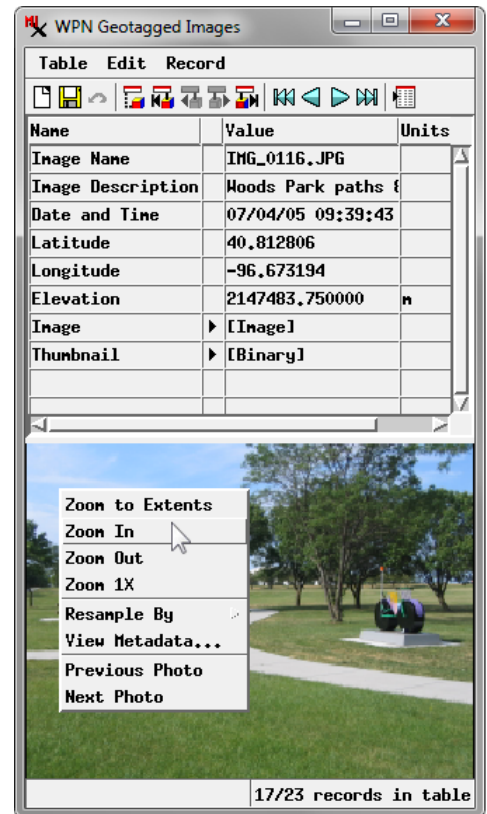 WPN Geotagged Images
Table Edit Record
Name Value Units
Image Name IMG_0116.JPG
Image Description Woods Park paths &
Date and Time 07/04/05 09:39:43
Latitude 40.812806
Longitude -96.673194
Elevation 2147483.750000 m
Image [Image]
Thumbnail [Binary]
Zoom to Extents
Zoom In
Zoom Out
Zoom 1X
Resample By
View Metadata...
Previous Photo
Next Photo
17/23 records in table